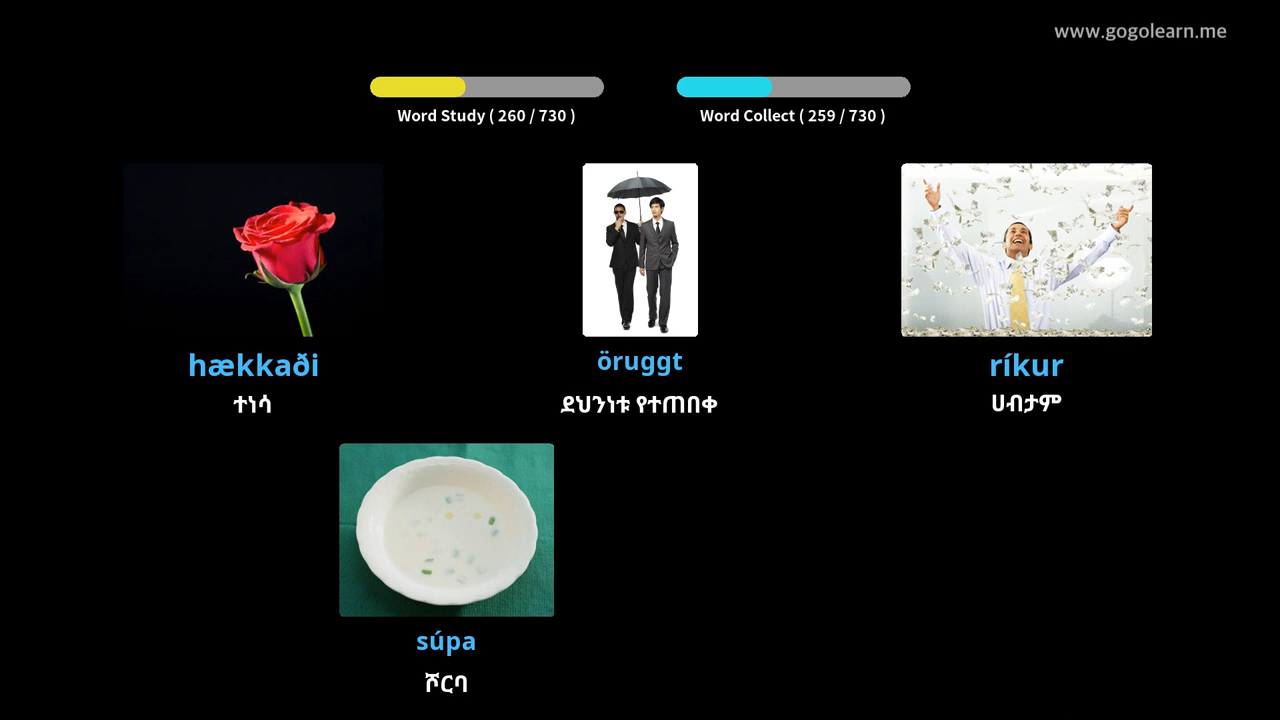 www.gogolearn.me
Word Study ( 260 / 730 )
Word Collect ( 259 / 730 )
hækkaði
ተነሳ
öruggt
ደህንነቱ የተጠበቀ
ríkur
ሀብታም
súpa
ሾርባ